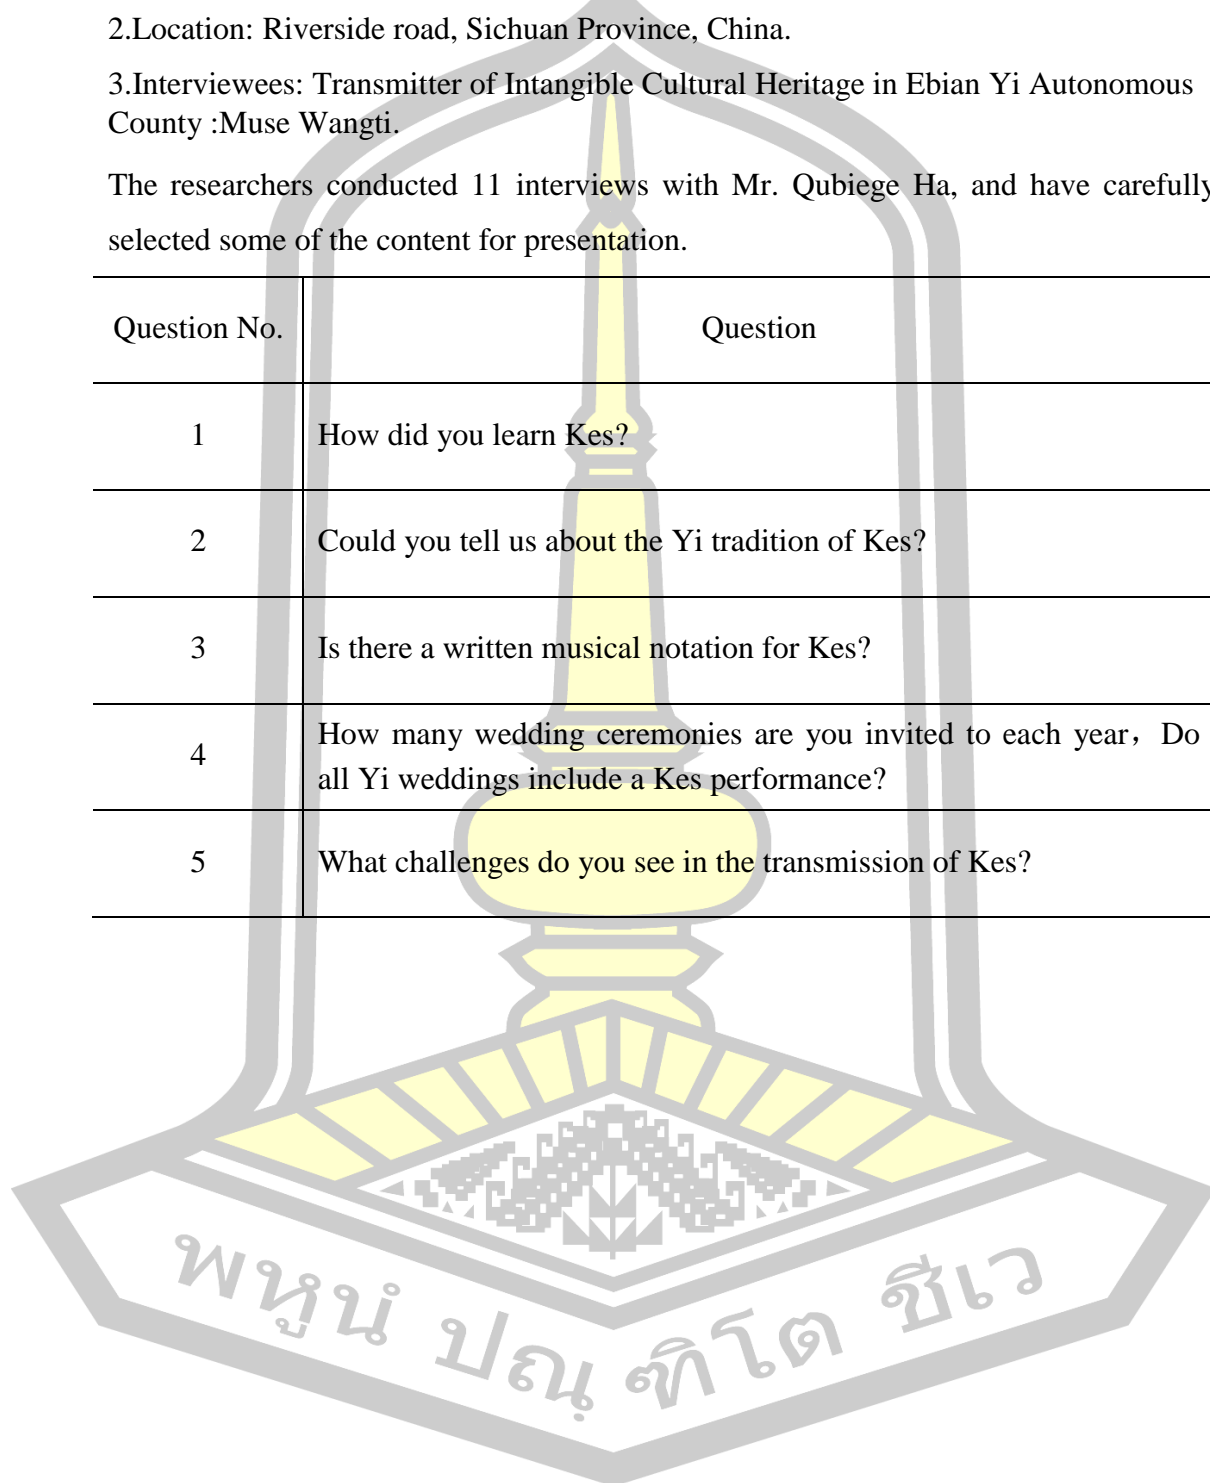 2.Location: Riverside road, Sichuan Province, China.
3.Interviewees: Transmitter of Intangible Cultural Heritage in Ebian Yi Autonomous
County :Muse Wangti.
The researchers conducted 11 interviews with Mr. Qubiege Ha, and have carefully
selected some of the content for presentation.
Question No. Question
1 How did you learn Kes?
2 Could you tell us about the Yi tradition of Kes?
3 Is there a written musical notation for Kes?
4 How many wedding ceremonies are you invited to each year，Do
all Yi weddings include a Kes performance?
5 What challenges do you see in the transmission of Kes?
พหูนํ ปณฺฑิโต ชีเว